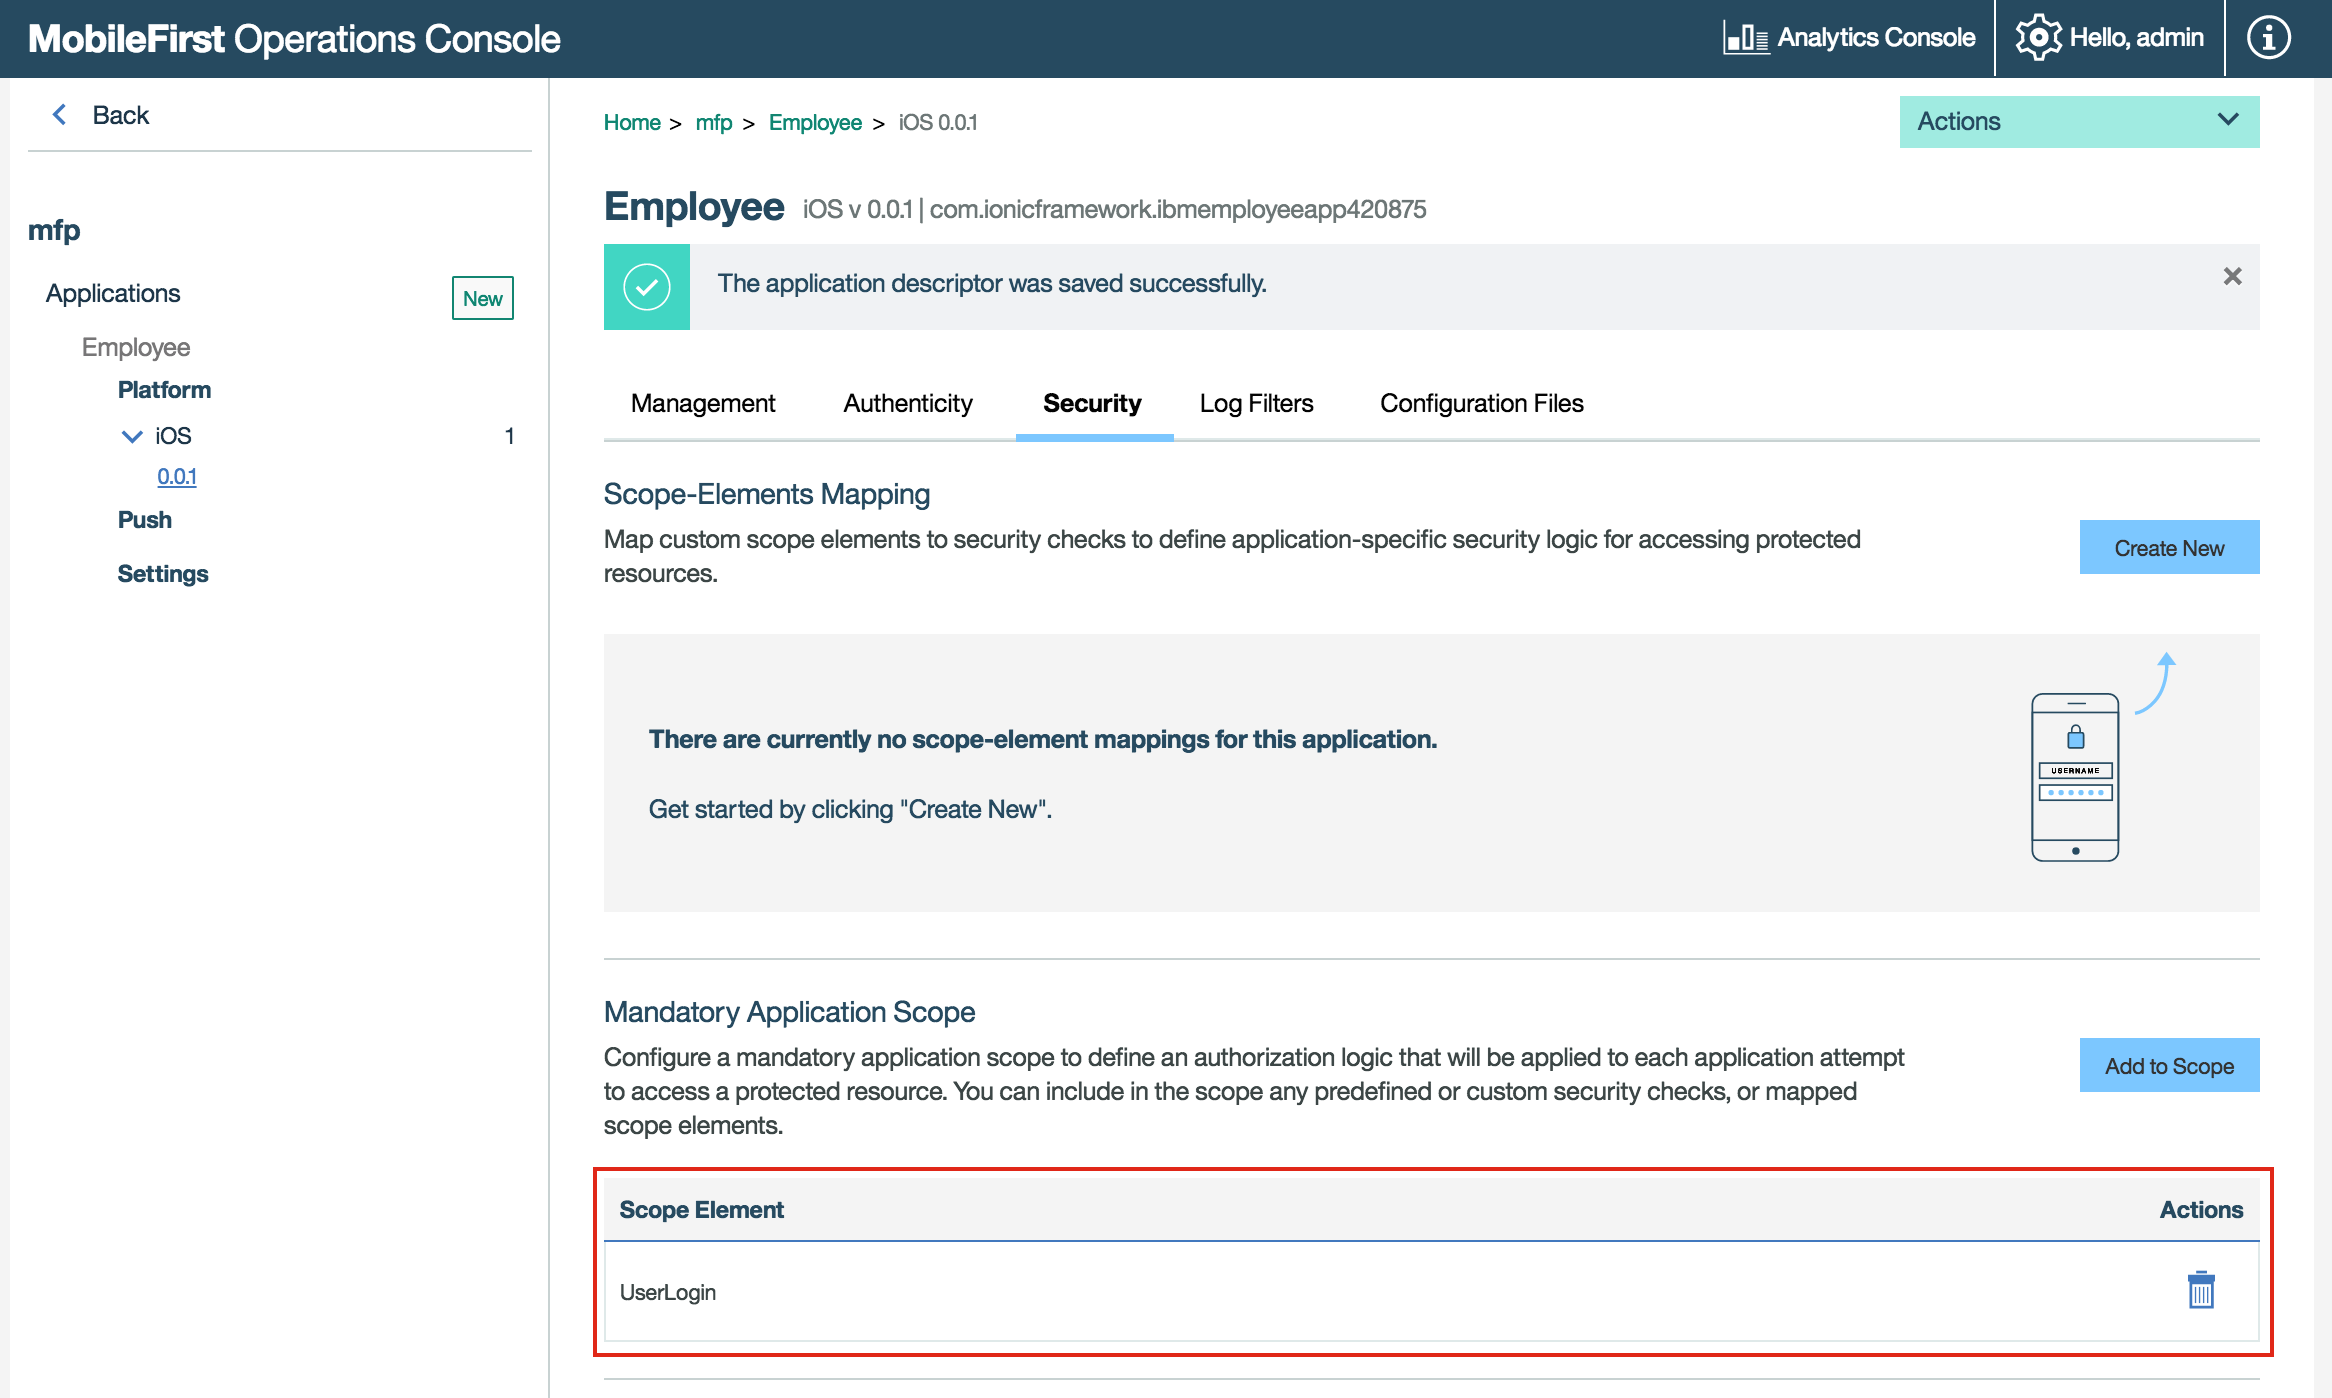 MobileFirst Operations Console
Analytics Console
Hello, admin
Back
mfp
Applications
New
Employee
Platform
iOS
1
0.0.1
Push
Settings
Home > mfp > Employee > iOS 0.0.1
Actions
Employee iOS v 0.0.1 | com.ionicframework.ibmemployeeapp420875
The application descriptor was saved successfully.
Management Authenticity Security Log Filters Configuration Files
Scope-Elements Mapping
Map custom scope elements to security checks to define application-specific security logic for accessing protected
resources.
Create New
There are currently no scope-element mappings for this application.
Get started by clicking "Create New".
USERNAME
Mandatory Application Scope
Configure a mandatory application scope to define an authorization logic that will be applied to each application attempt
to access a protected resource. You can include in the scope any predefined or custom security checks, or mapped
scope elements.
Add to Scope
Scope Element Actions
UserLogin